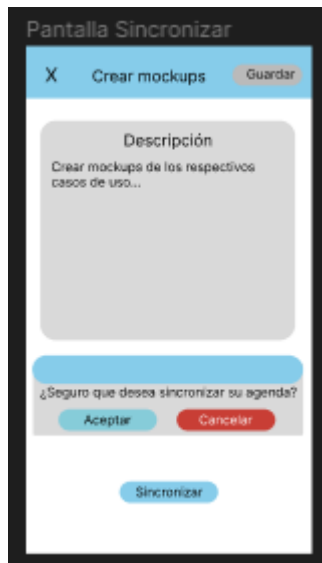 Pantalla Sincronizar
X Crear mockups Guardar
Descripción
Crear mockups de los respectivos
casos de uso...
¿Seguro que desea sincronizar su agenda?
Aceptar Cancelar
Sincronizar